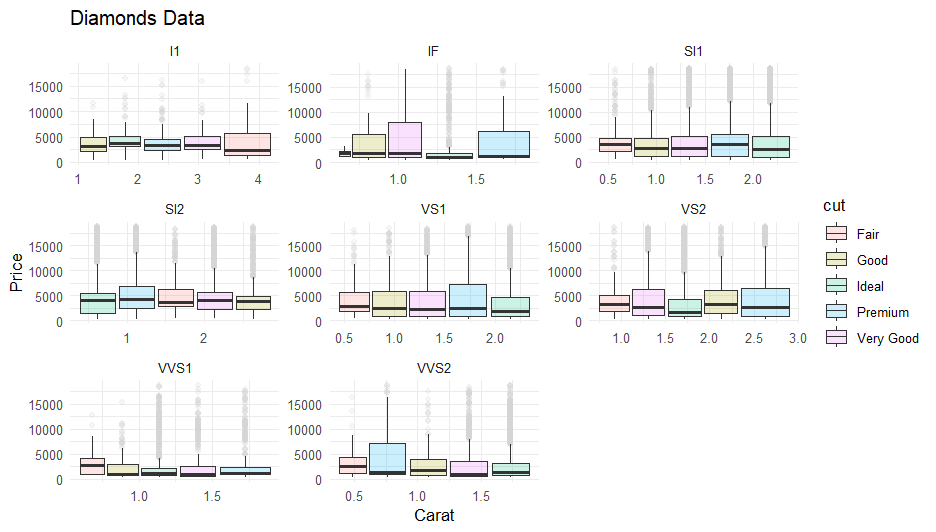 Diamonds Data
I1
IF
SI1
15000
10000
5000
0
1 2 3 4
15000
10000
5000
0
1.0 1.5
15000
10000
5000
0
0.5 1.0 1.5 2.0
SI2
VS1
VS2
15000
10000
5000
0
1 2
15000
10000
5000
0
0.5 1.0 1.5 2.0
15000
10000
5000
0
1.0 1.5 2.0 2.5 3.0
VVS1
VVS2
15000
10000
5000
0
1.0 1.5
15000
10000
5000
0
0.5 1.0 1.5
Price
Carat
cut
Fair
Good
Ideal
Premium
Very Good